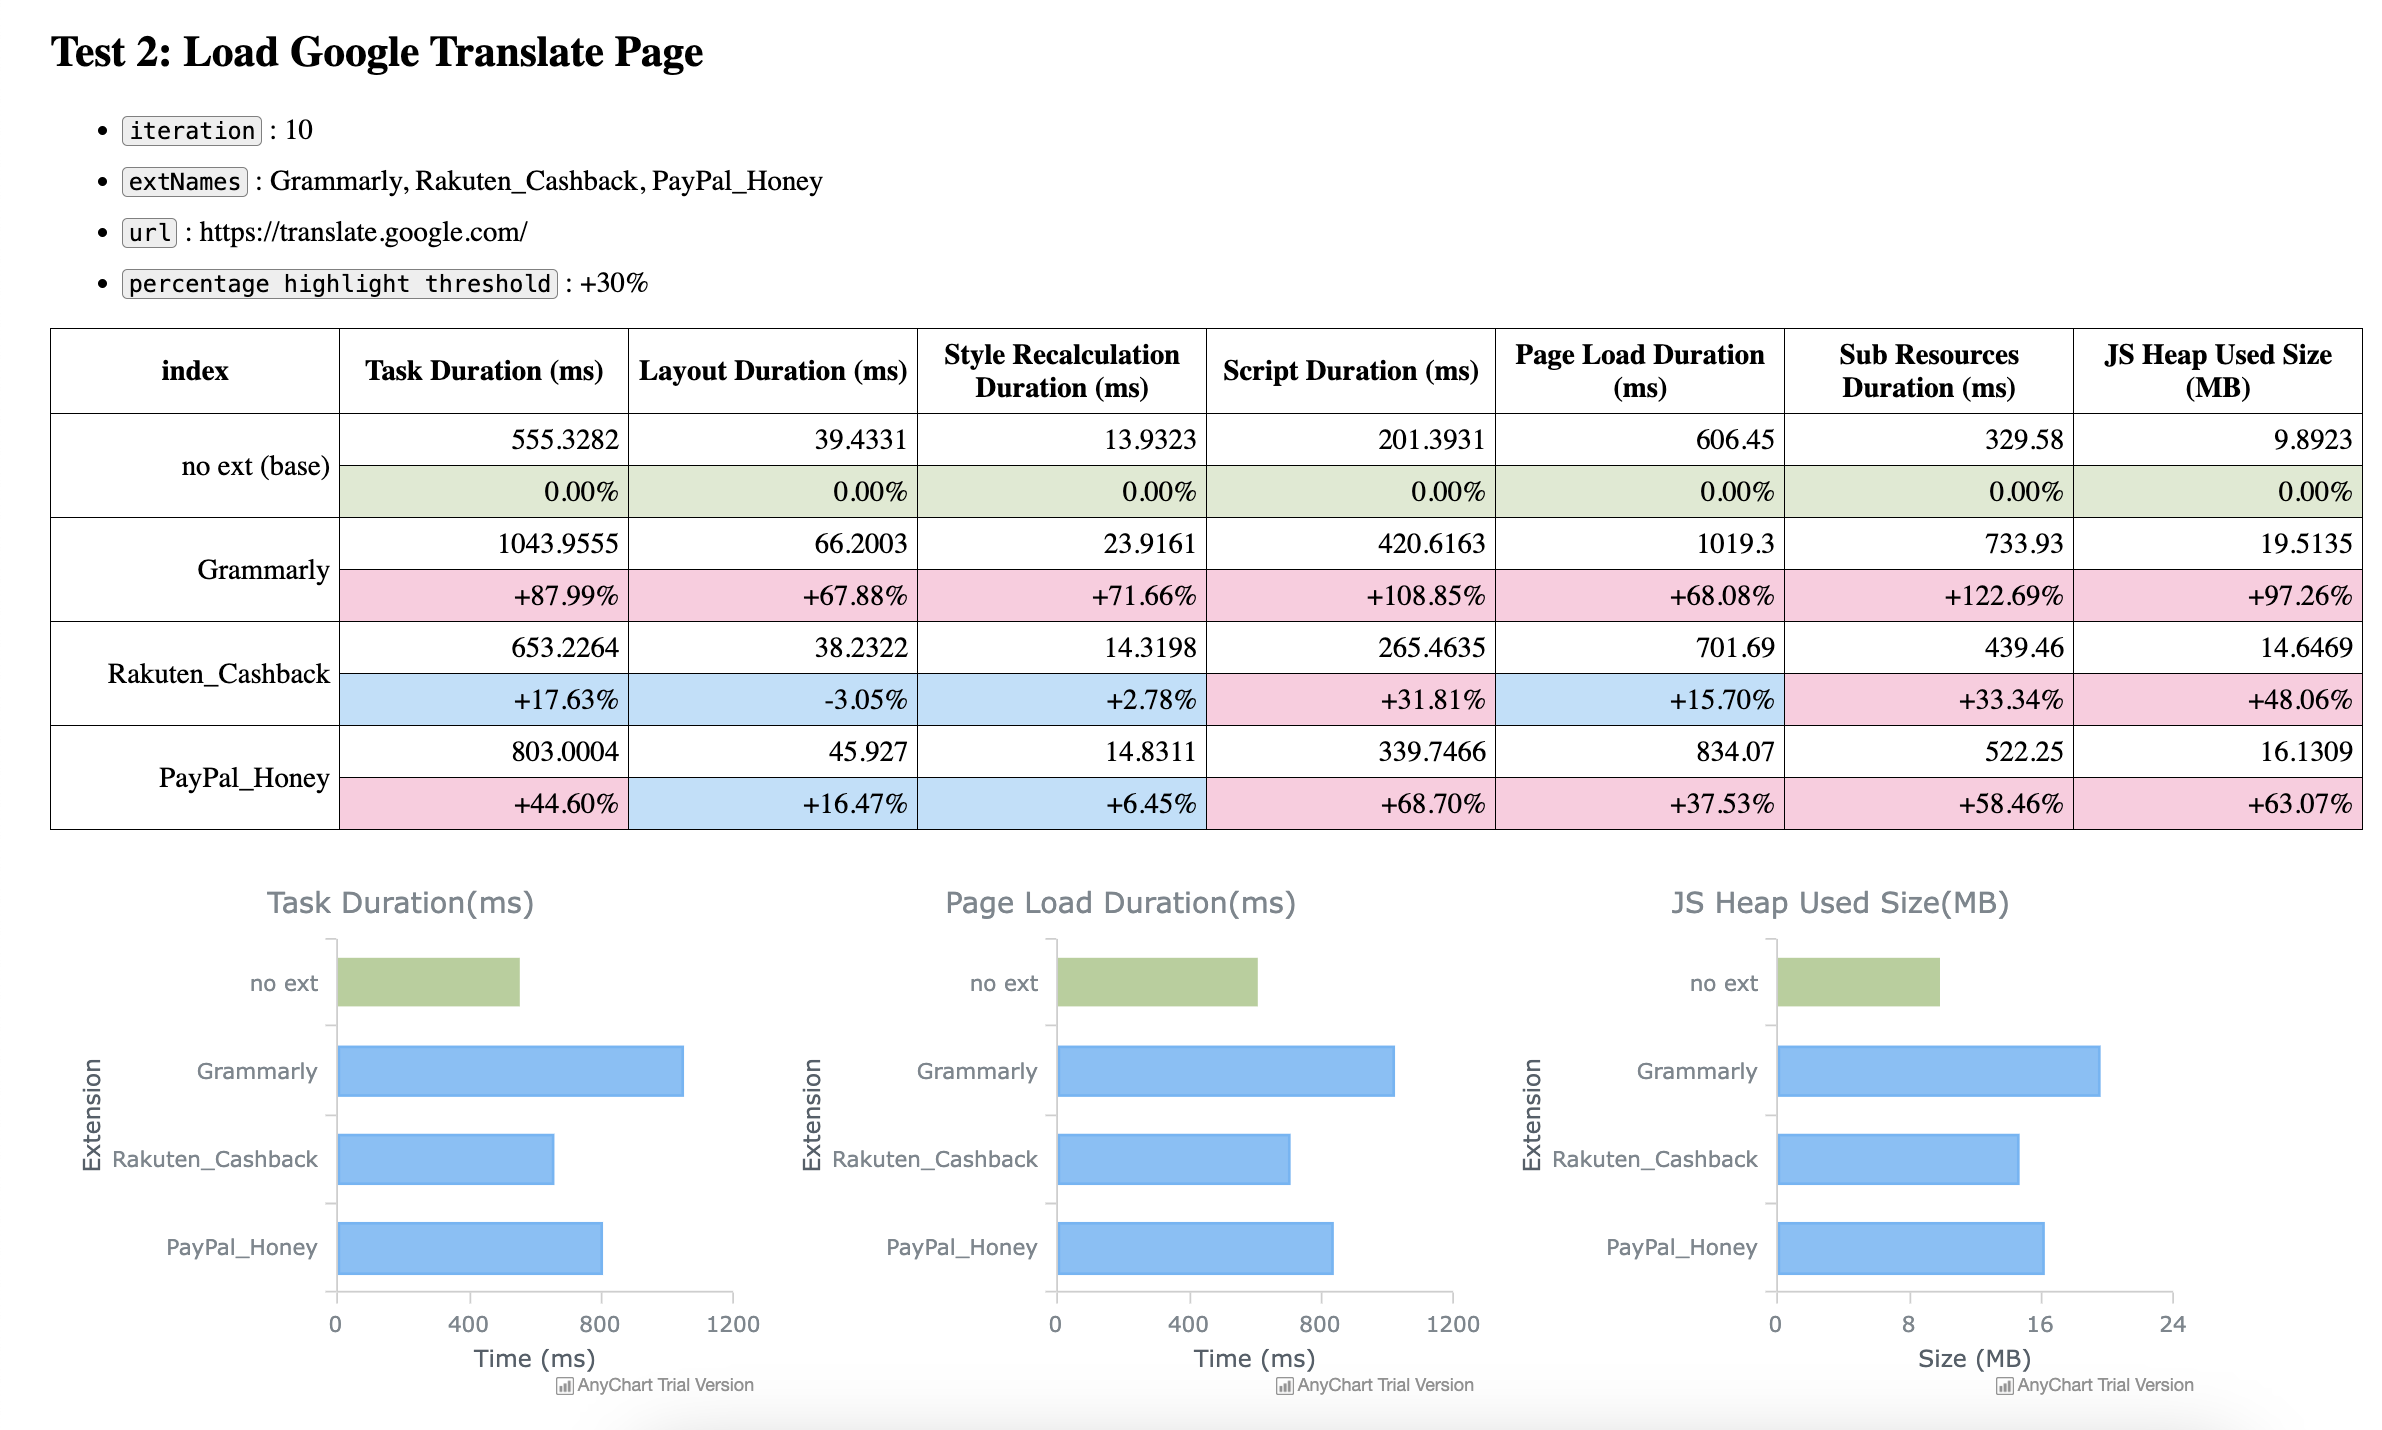 Test 2: Load Google Translate Page
• iteration : 10
• extNames : Grammarly, Rakuten_Cashback, PayPal_Honey
• url : https://translate.google.com/
• percentage highlight threshold : +30%
index Task Duration (ms) Layout Duration (ms) Style Recalculation Duration (ms) Script Duration (ms) Page Load Duration (ms) Sub Resources Duration (ms) JS Heap Used Size (MB)
no ext (base) 555.3282 39.4331 13.9323 201.3931 606.45 329.58 9.8923
0.00% 0.00% 0.00% 0.00% 0.00% 0.00% 0.00%
Grammarly 1043.9555 66.2003 23.9161 420.6163 1019.3 733.93 19.5135
+87.99% +67.88% +71.66% +108.85% +68.08% +122.69% +97.26%
Rakuten_Cashback 653.2264 38.2322 14.3198 265.4635 701.69 439.46 14.6469
+17.63% -3.05% +2.78% +31.81% +15.70% +33.34% +48.06%
PayPal_Honey 803.0004 45.927 14.8311 339.7466 834.07 522.25 16.1309
+44.60% +16.47% +6.45% +68.70% +37.53% +58.46% +63.07%
Task Duration(ms)
Extension
no ext
Grammarly
Rakuten_Cashback
PayPal_Honey
0 400 800 1200
Time (ms)
AnyChart Trial Version
Page Load Duration(ms)
Extension
no ext
Grammarly
Rakuten_Cashback
PayPal_Honey
0 400 800 1200
Time (ms)
AnyChart Trial Version
JS Heap Used Size(MB)
Extension
no ext
Grammarly
Rakuten_Cashback
PayPal_Honey
0 8 16 24
Size (MB)
AnyChart Trial Version